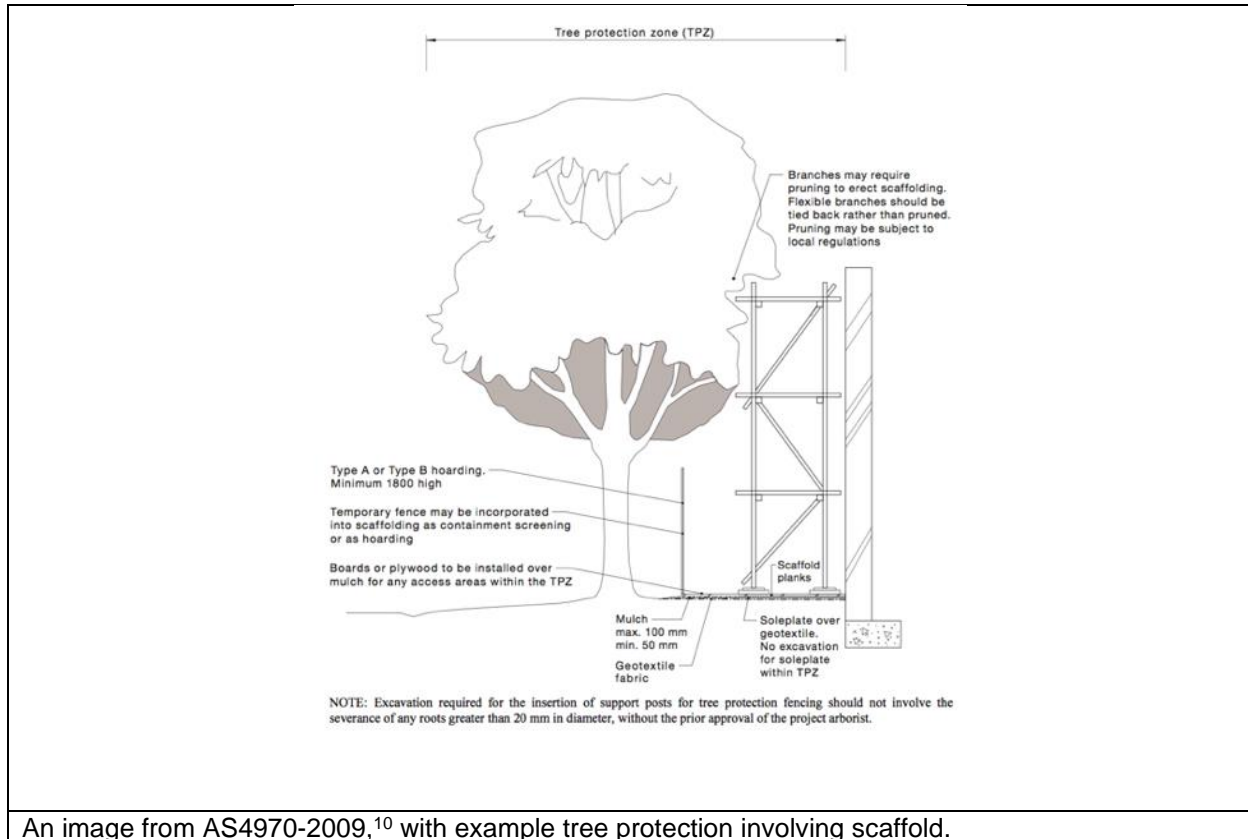 Tree protection zone (TPZ)
Branches may require
pruning to erect scaffolding.
Flexible branches should be
tied back rather than pruned.
Pruning may be subject to
local regulations
Type A or Type B hoarding.
Minimum 1800 high
Temporary fence may be incorporated
into scaffolding as containment screening
or as hoarding
Boards or plywood to be installed over
mulch for any access areas within the TPZ
Scaffold
planks
Mulch
max. 100 mm
min. 50 mm
Geotextile
fabric
Soleplate over
geotextile.
No excavation
for soleplate
within TPZ
NOTE: Excavation required for the insertion of support posts for tree protection fencing should not involve the
severance of any roots greater than 20 mm in diameter, without the prior approval of the project arborist.
An image from AS4970-2009,¹⁰ with example tree protection involving scaffold.